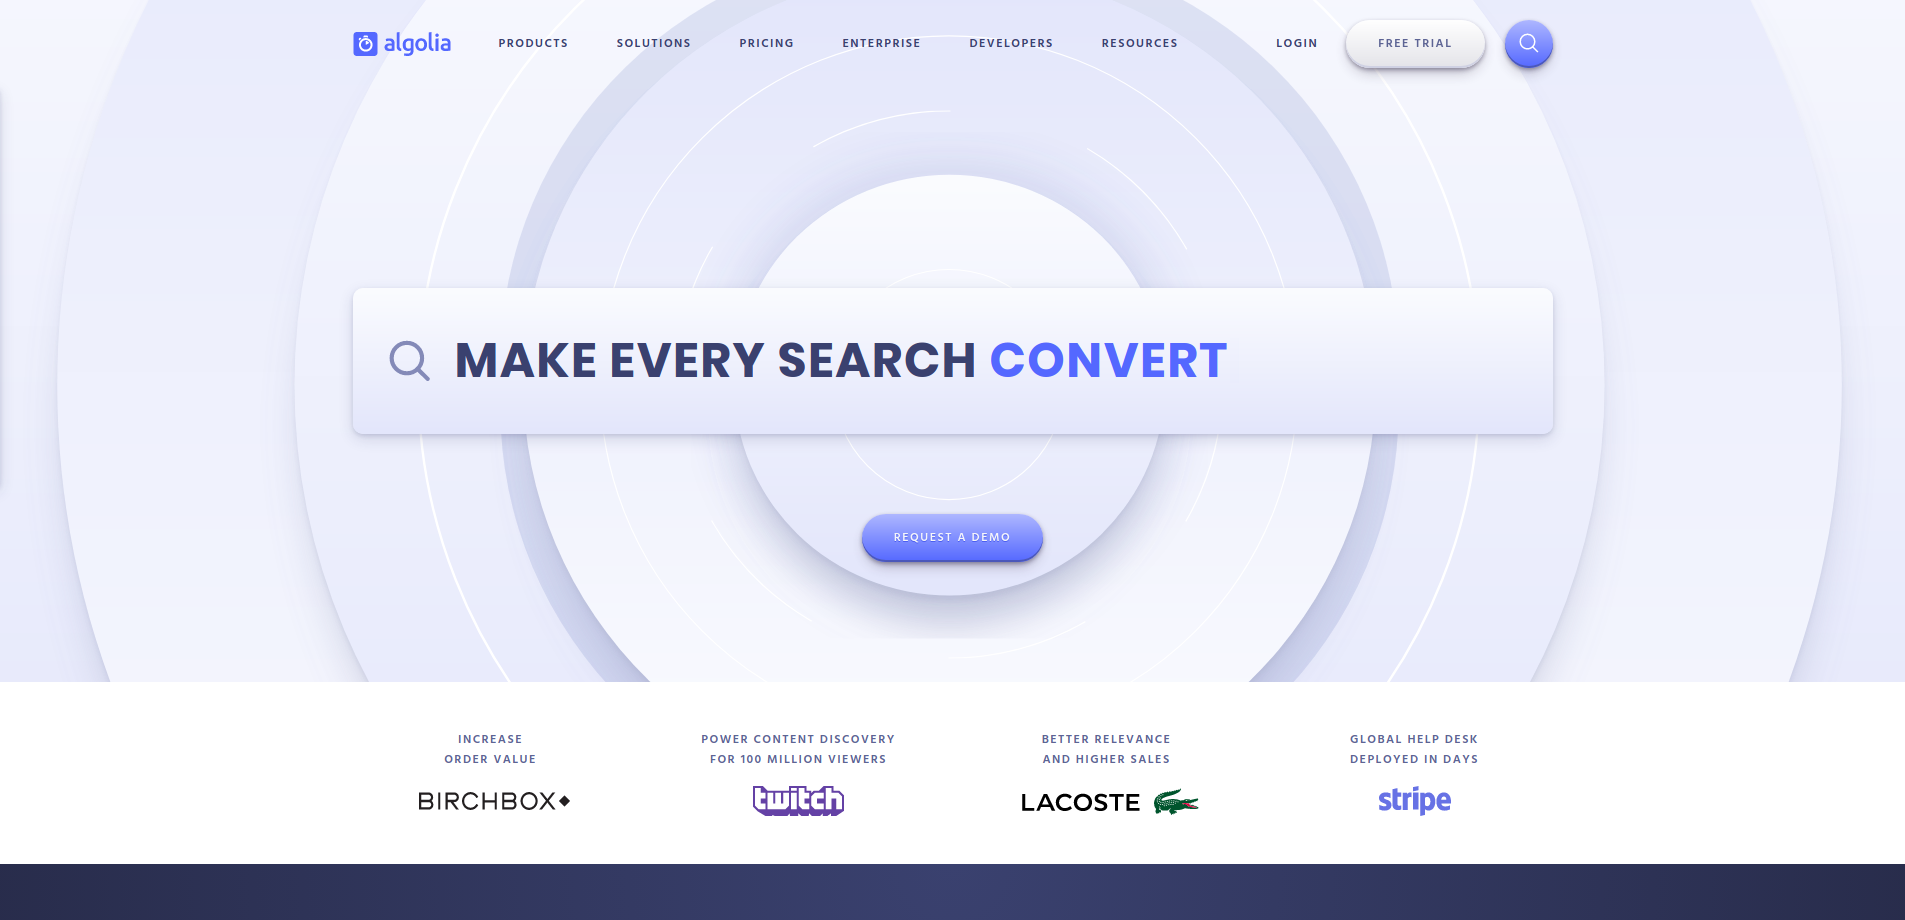 algolia PRODUCTS SOLUTIONS PRICING ENTERPRISE DEVELOPERS RESOURCES LOGIN FREE TRIAL
MAKE EVERY SEARCH CONVERT
REQUEST A DEMO
INCREASE
ORDER VALUE
BIRCHBOX
POWER CONTENT DISCOVERY
FOR 100 MILLION VIEWERS
twitch
BETTER RELEVANCE
AND HIGHER SALES
LACOSTE
GLOBAL HELP DESK
DEPLOYED IN DAYS
stripe